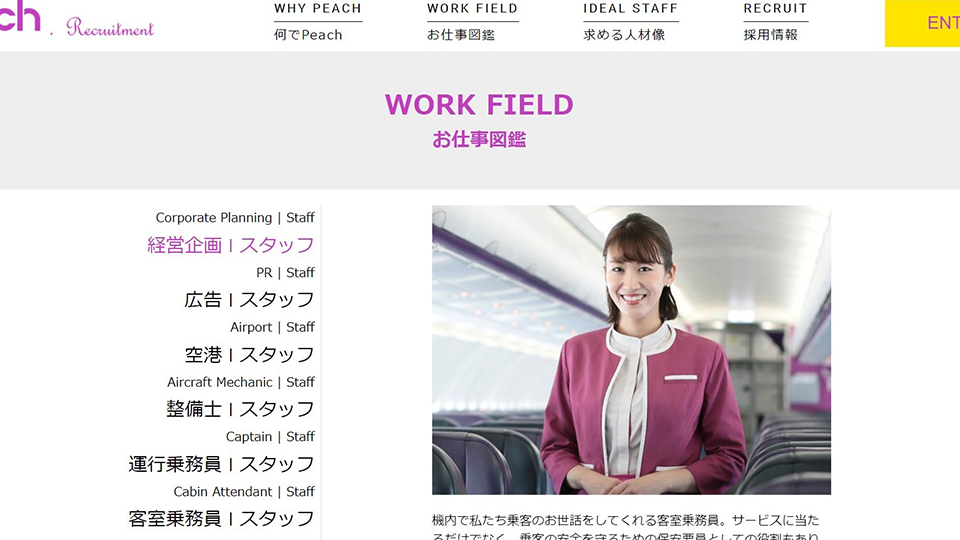 ch. Recruitment
WHY PEACH
何でPeach
WORK FIELD
お仕事図鑑
IDEAL STAFF
求める人材像
RECRUIT
採用情報
ENT
WORK FIELD
お仕事図鑑
Corporate Planning | Staff
経営企画 | スタッフ
PR | Staff
広告 | スタッフ
Airport | Staff
空港 | スタッフ
Aircraft Mechanic | Staff
整備士 | スタッフ
Captain | Staff
運行乗務員 | スタッフ
Cabin Attendant | Staff
客室乗務員 | スタッフ
機内で私たち乗客のお世話をしてくれる客室乗務員。サービスに当た
るだけでなく、乗客の安全を守るための保安要員としての役割もあり